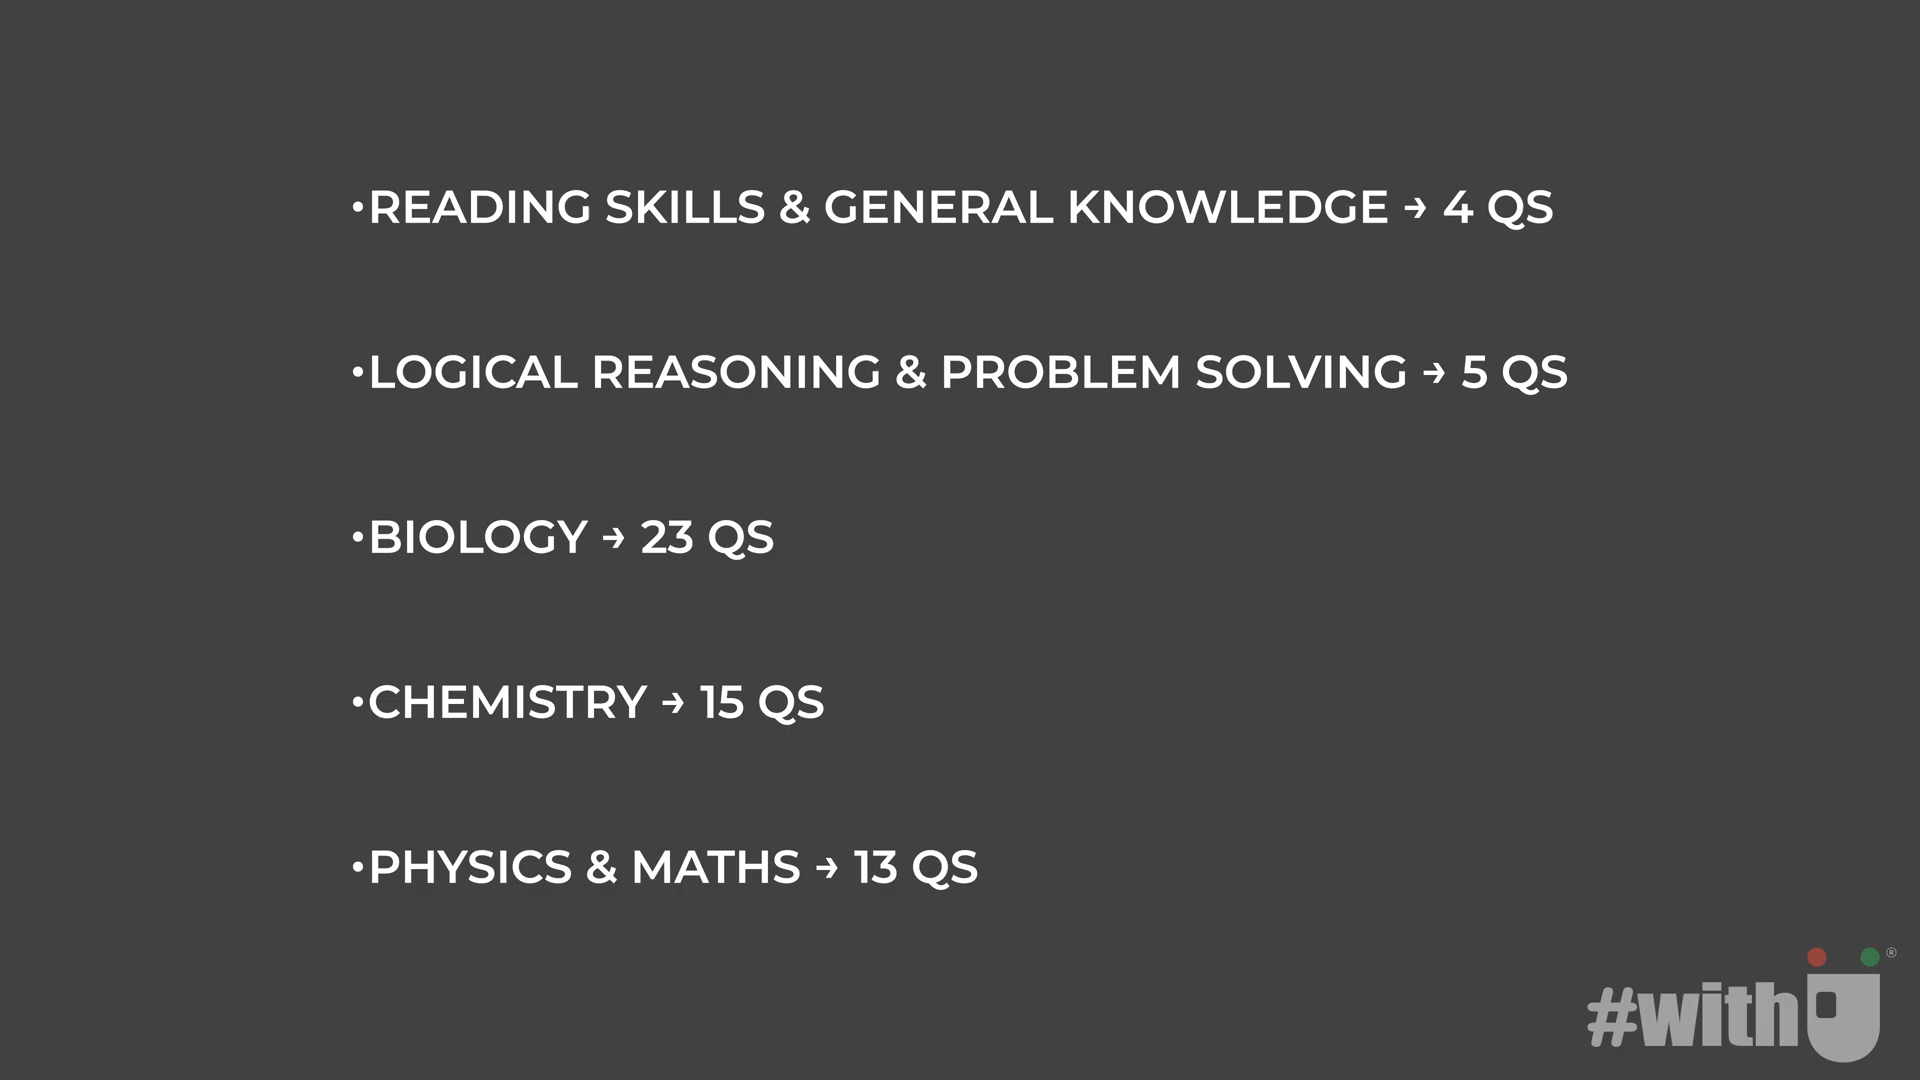 •READING SKILLS & GENERAL KNOWLEDGE → 4 QS
•LOGICAL REASONING & PROBLEM SOLVING → 5 QS
•BIOLOGY → 23 QS
•CHEMISTRY → 15 QS
•PHYSICS & MATHS → 13 QS
#withU®